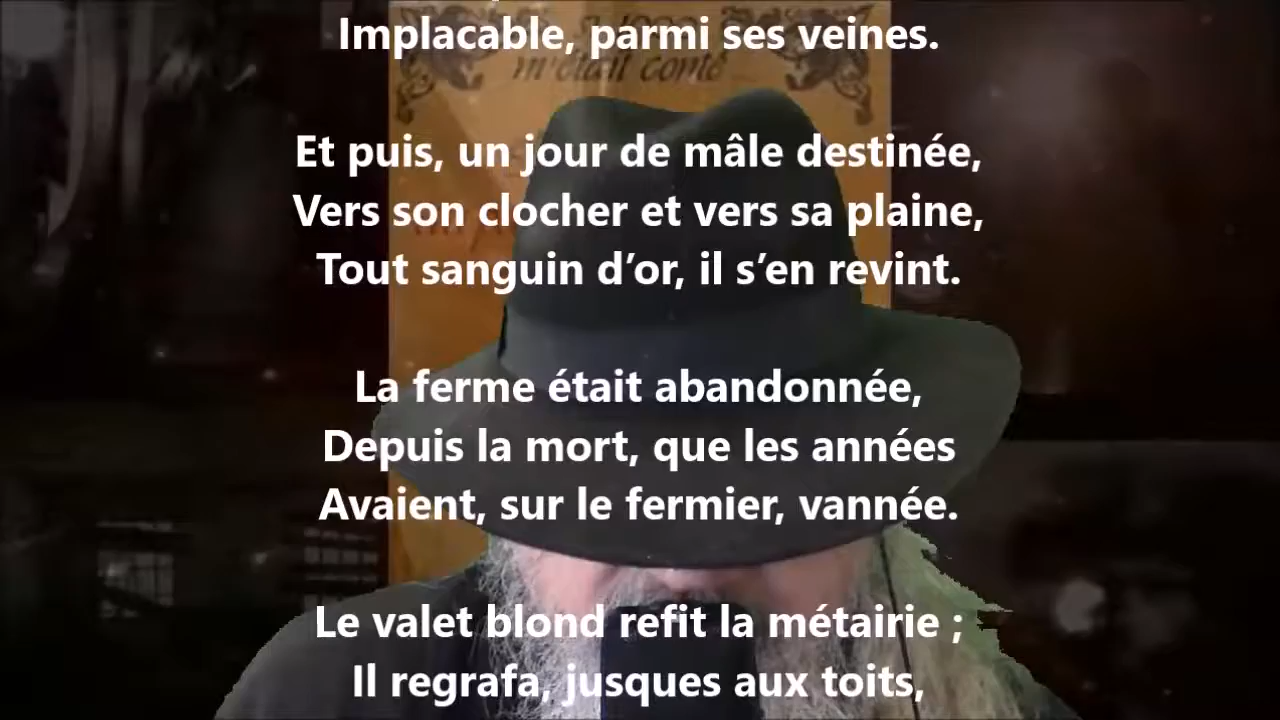 Implacable, parmi ses veines.
m'était conté
Et puis, un jour de mâle destinée,
Vers son clocher et vers sa plaine,
Tout sanguin d’or, il s’en revint.
La ferme était abandonnée,
Depuis la mort, que les années
Avaient, sur le fermier, vannée.
Le valet blond refit la métairie ;
Il regrafa, jusques aux toits,